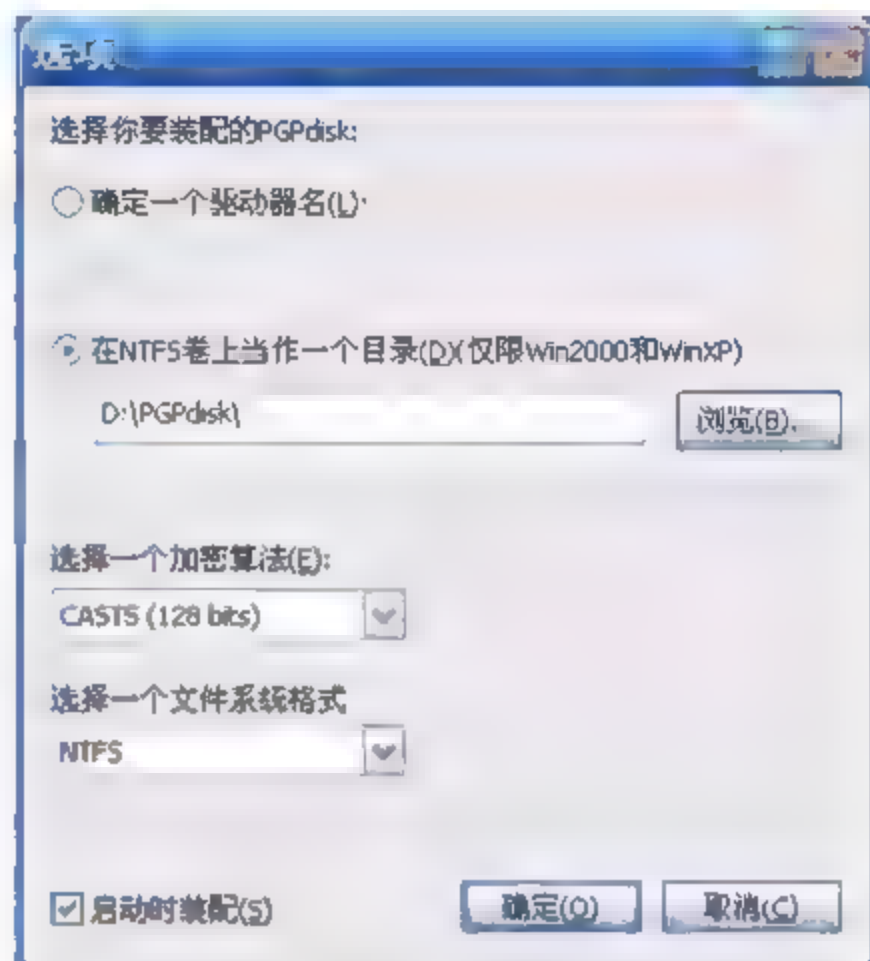 选项
选择你要装配的PGPdisk:
确定一个驱动器名(L):
在NTFS卷上当作一个目录(D)(仅限Win2000和WinXP)
D:\PGPdisk\
浏览(B)...
选择一个加密算法(E):
CAST5 (128 bits)
选择一个文件系统格式
NTFS
启动时装配(S)
确定(O)
取消(C)